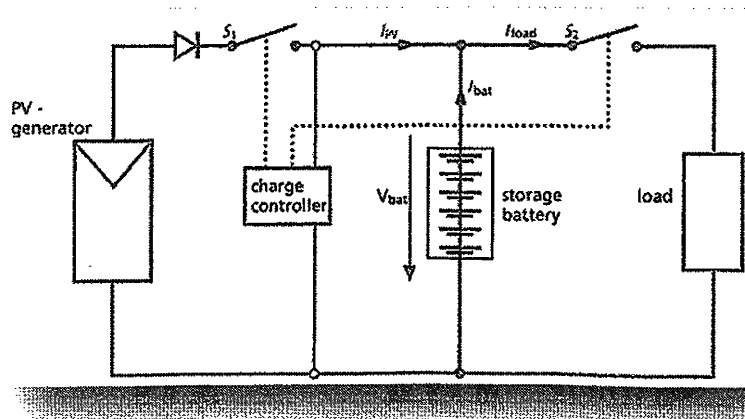 S₁
I_PV
I_load
S₂
PV -
generator
I_bat
charge
controller
V_bat
storage
battery
load